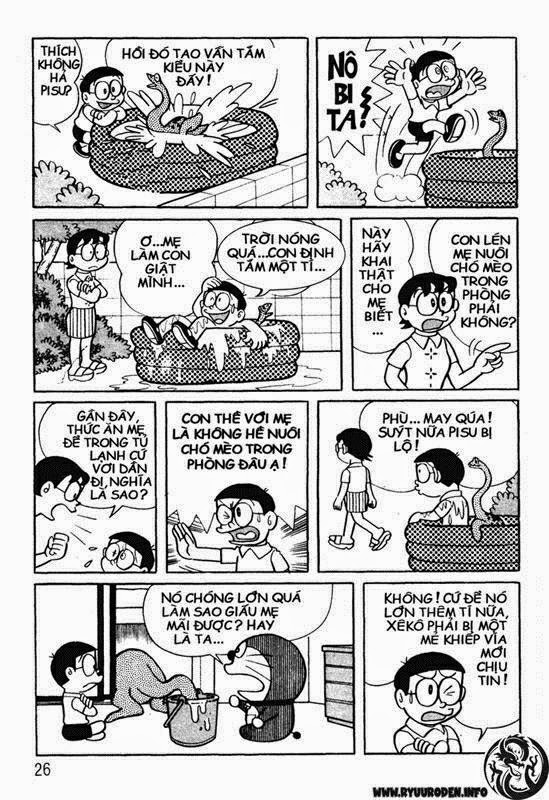 THÍCH
KHÔNG
HẢ
PISU?
HỒI ĐÓ TAO VẪN TẮM
KIỂU NÀY
ĐẤY!
NÔ
BI
TA!
Ơ...MẸ
LÀM CON
GIẬT
MÌNH...
TRỜI NÓNG
QUÁ...CON ĐỊNH
TẮM MỘT TÍ...
NÀY
HÃY
KHAI
THẬT
CHO
MẸ
BIẾT...
CON LÉN
MẸ NUÔI
CHÓ MÈO
TRONG
PHÒNG
PHẢI
KHÔNG?
GẦN ĐÂY,
THỨC ĂN MẸ
ĐỂ TRONG TỦ
LẠNH CỨ
VƠI DẦN
ĐI, NGHĨA
LÀ SAO?
CON THỀ VỚI MẸ
LÀ KHÔNG HỀ NUÔI
CHÓ MÈO TRONG
PHÒNG ĐÂU Ạ!
PHÙ... MAY QÚA!
SUÝT NỮA PISU BỊ
LỘ!
NÓ CHÓNG LỚN QUÁ
LÀM SAO GIẤU MẸ
MÃI ĐƯỢC? HAY
LÀ TA...
KHÔNG! CỨ ĐỂ NÓ
LỚN THÊM TÍ NỮA,
XÊKÔ PHẢI BỊ MỘT
MẺ KHIẾP VÍA
MỚI
CHỊU
TIN!
26
WWW.RYUURODEN.INFO